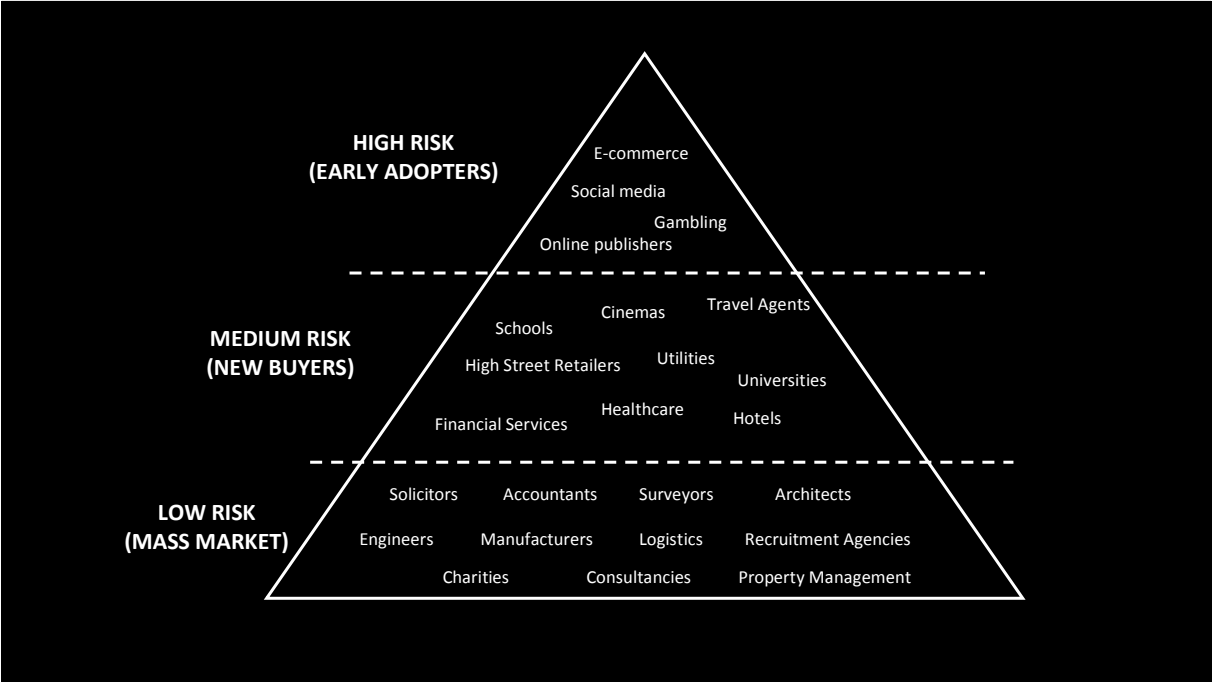 HIGH RISK
(EARLY ADOPTERS)
E-commerce
Social media
Gambling
Online publishers
MEDIUM RISK
(NEW BUYERS)
Travel Agents
Cinemas
Schools
Utilities
High Street Retailers
Universities
Healthcare
Hotels
Financial Services
LOW RISK
(MASS MARKET)
Solicitors Accountants Surveyors Architects
Engineers Manufacturers Logistics Recruitment Agencies
Charities Consultancies Property Management